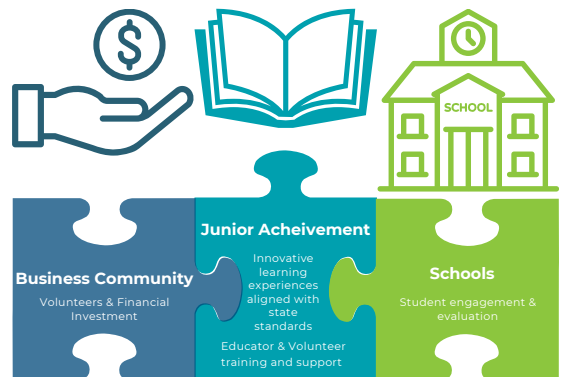 $
SCHOOL
Business Community
Volunteers & Financial
Investment
Junior Acheivement
Innovative
learning
experiences
aligned with
state
standards
Educator & Volunteer
training and support
Schools
Student engagement &
evaluation